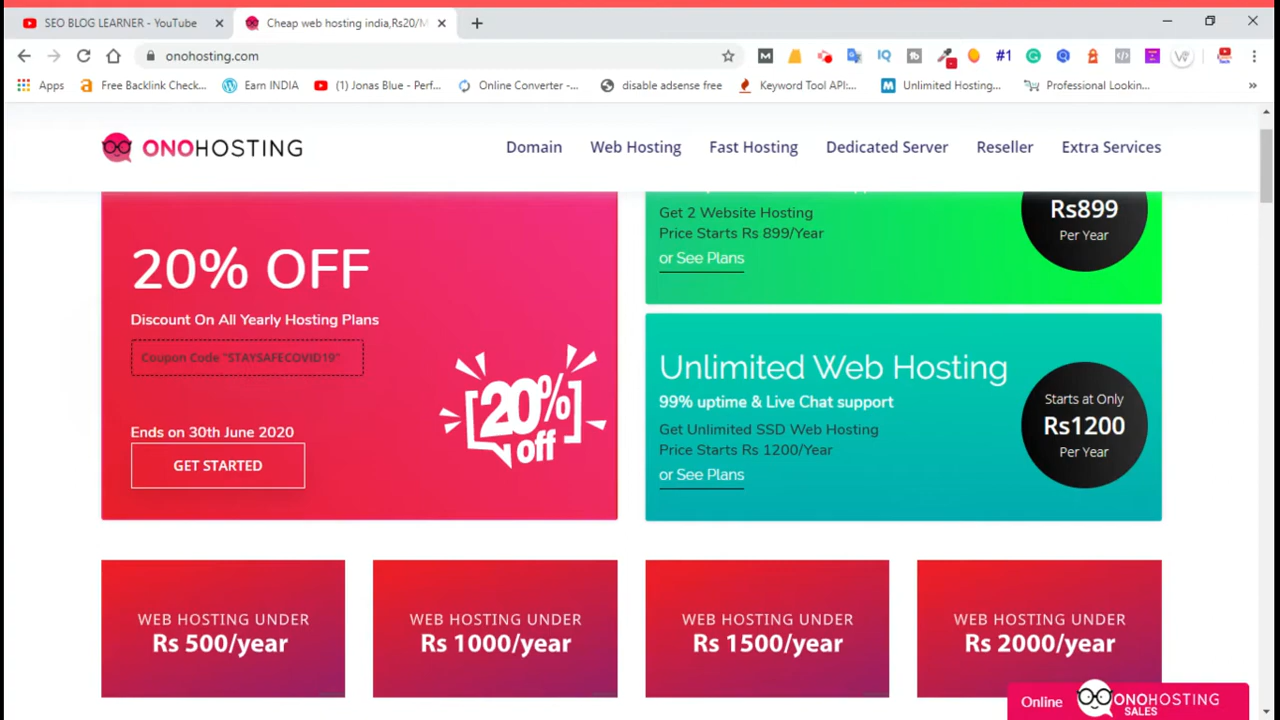 SEO BLOG LEARNER - YouTube
Cheap web hosting india,Rs20/M
onohosting.com
#1
Apps
Free Backlink Check...
Earn INDIA
(1) Jonas Blue - Perf...
Online Converter -...
disable adsense free
Keyword Tool API:...
Unlimited Hosting...
Professional Lookin...
ONOHOSTING
Domain
Web Hosting
Fast Hosting
Dedicated Server
Reseller
Extra Services
20% OFF
Discount On All Yearly Hosting Plans
Coupon Code "STAYSAFECOVID19"
Ends on 30th June 2020
GET STARTED
20%
off
Get 2 Website Hosting
Price Starts Rs 899/Year
or See Plans
Rs899
Per Year
Unlimited Web Hosting
99% uptime & Live Chat support
Get Unlimited SSD Web Hosting
Price Starts Rs 1200/Year
or See Plans
Starts at Only
Rs1200
Per Year
WEB HOSTING UNDER
Rs 500/year
WEB HOSTING UNDER
Rs 1000/year
WEB HOSTING UNDER
Rs 1500/year
WEB HOSTING UNDER
Rs 2000/year
Online
ONOHOSTING
SALES